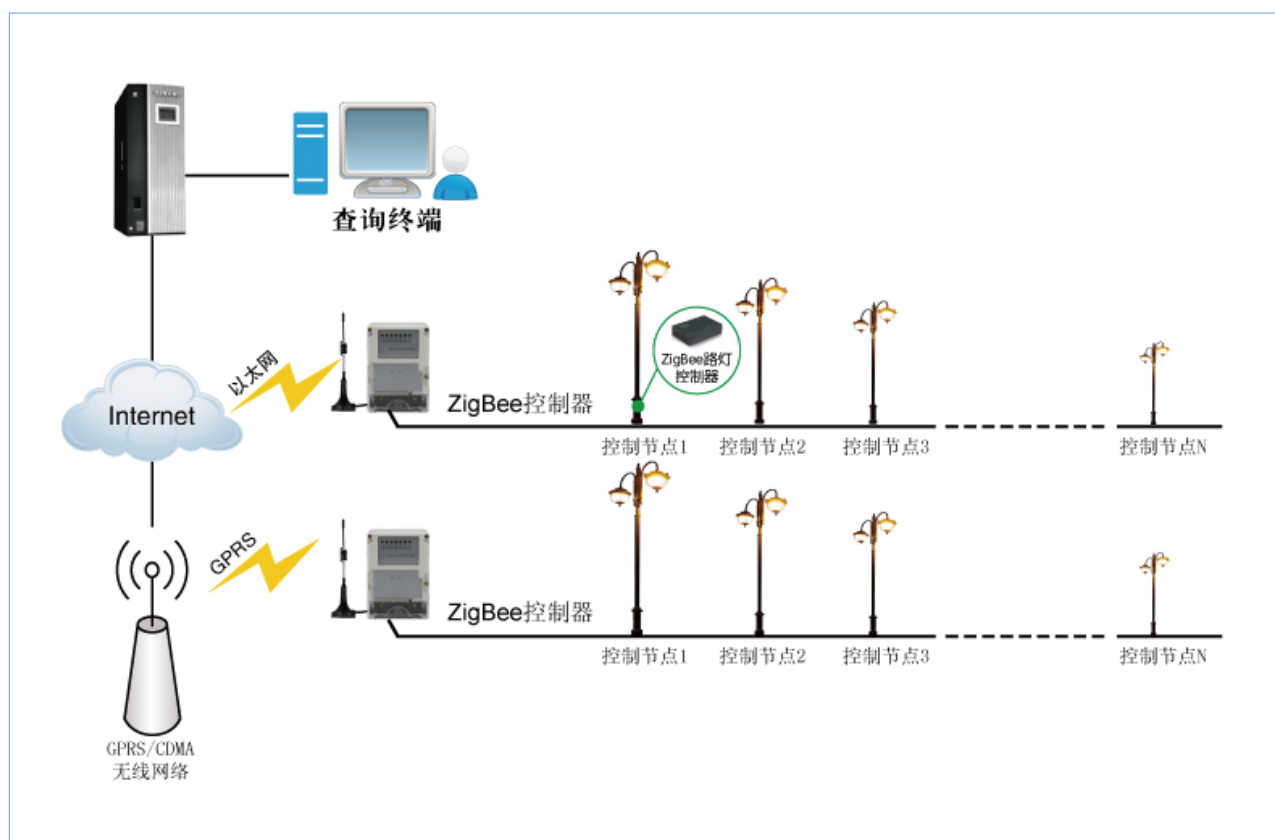 查询终端
以太网
Internet
ZigBee路灯
控制器
ZigBee控制器
控制节点1
控制节点2
控制节点3
控制节点N
GPRS
ZigBee控制器
控制节点1
控制节点2
控制节点3
控制节点N
GPRS/CDMA
无线网络